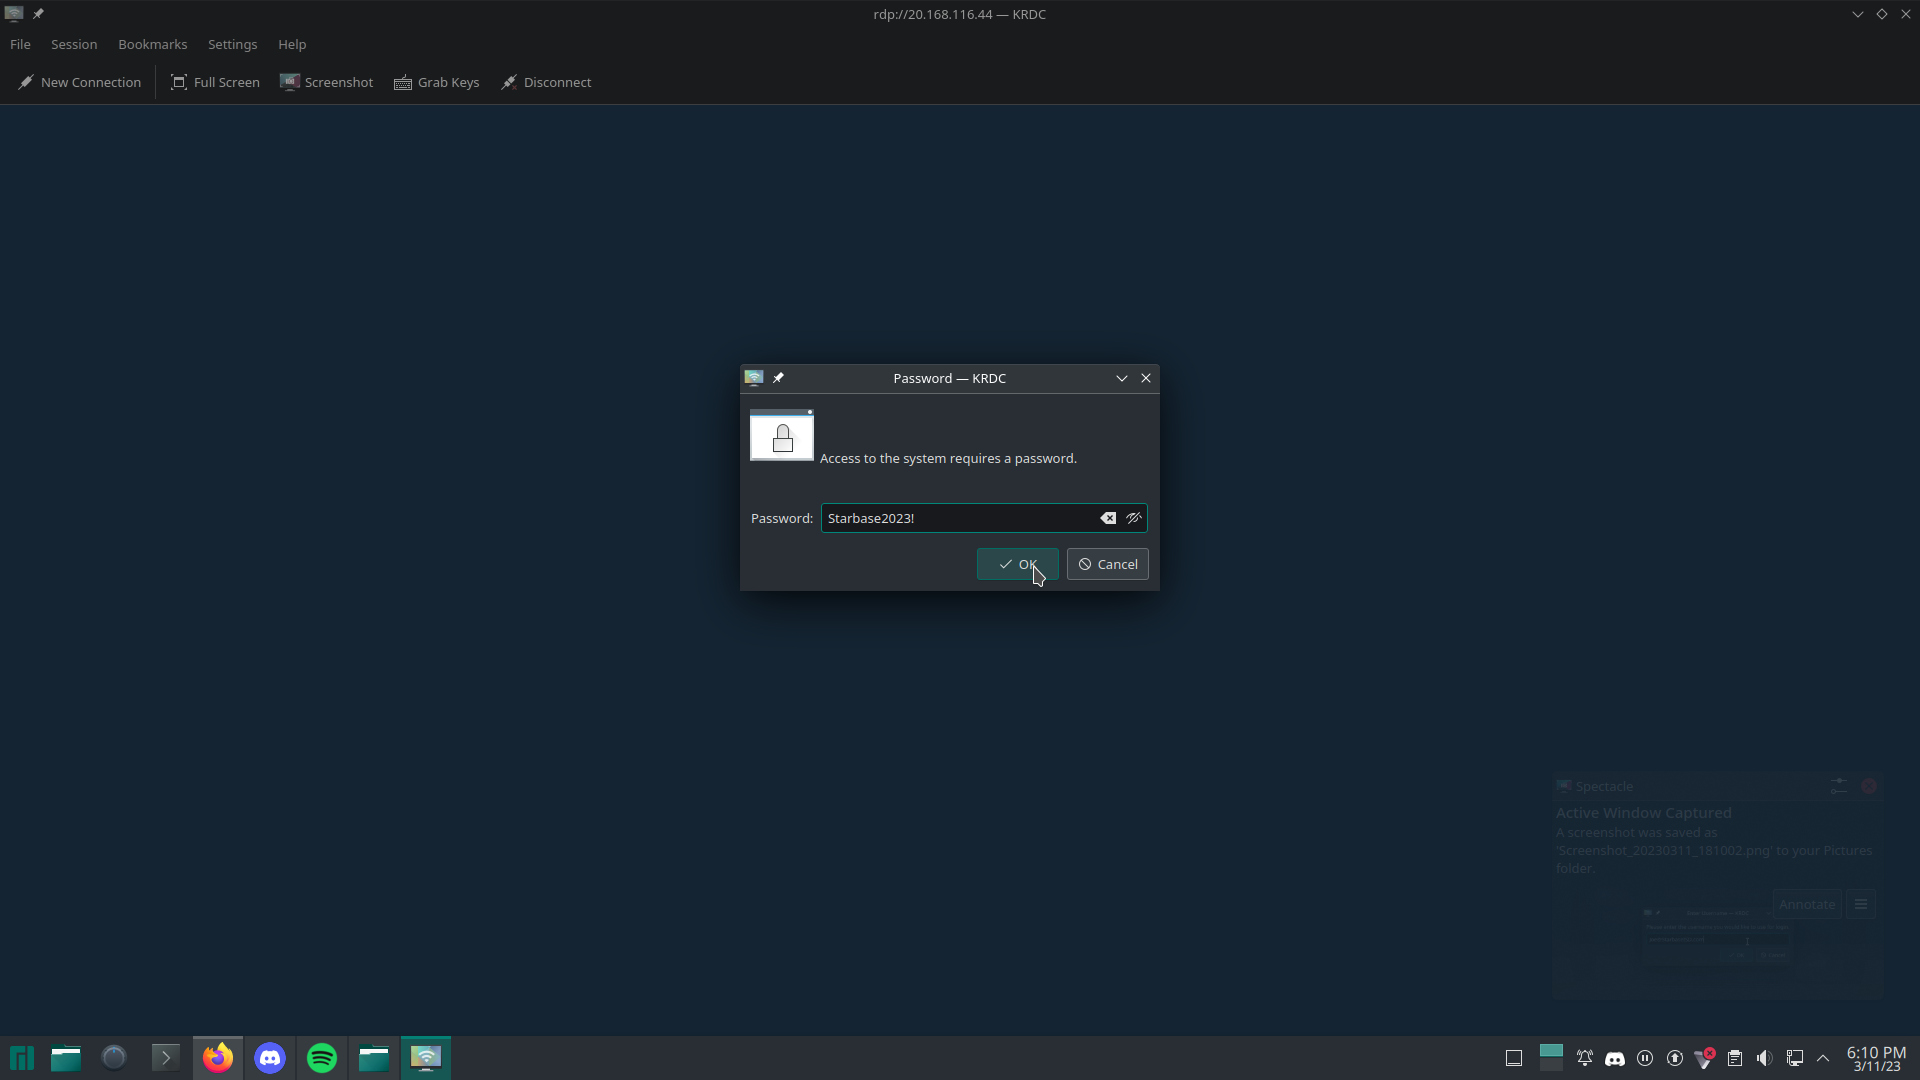 rdp://20.168.116.44 — KRDC
File Session Bookmarks Settings Help
New Connection Full Screen Screenshot Grab Keys Disconnect
Password — KRDC
Access to the system requires a password.
Password: Starbase2023!
OK Cancel
Spectacle
Active Window Captured
A screenshot was saved as
'Screenshot_20230311_181002.png' to your Pictures
folder.
Annotate
6:10 PM
3/11/23